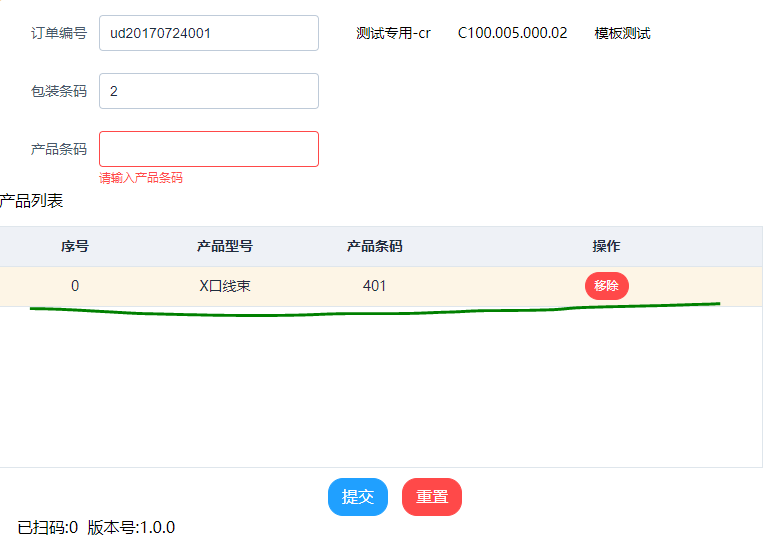 订单编号 ud20170724001 测试专用-cr C100.005.000.02 模板测试
包装条码 2
产品条码
请输入产品条码
产品列表
序号 产品型号 产品条码 操作
0 X口线束 401 移除
提交 重置
已扫码:0 版本号:1.0.0